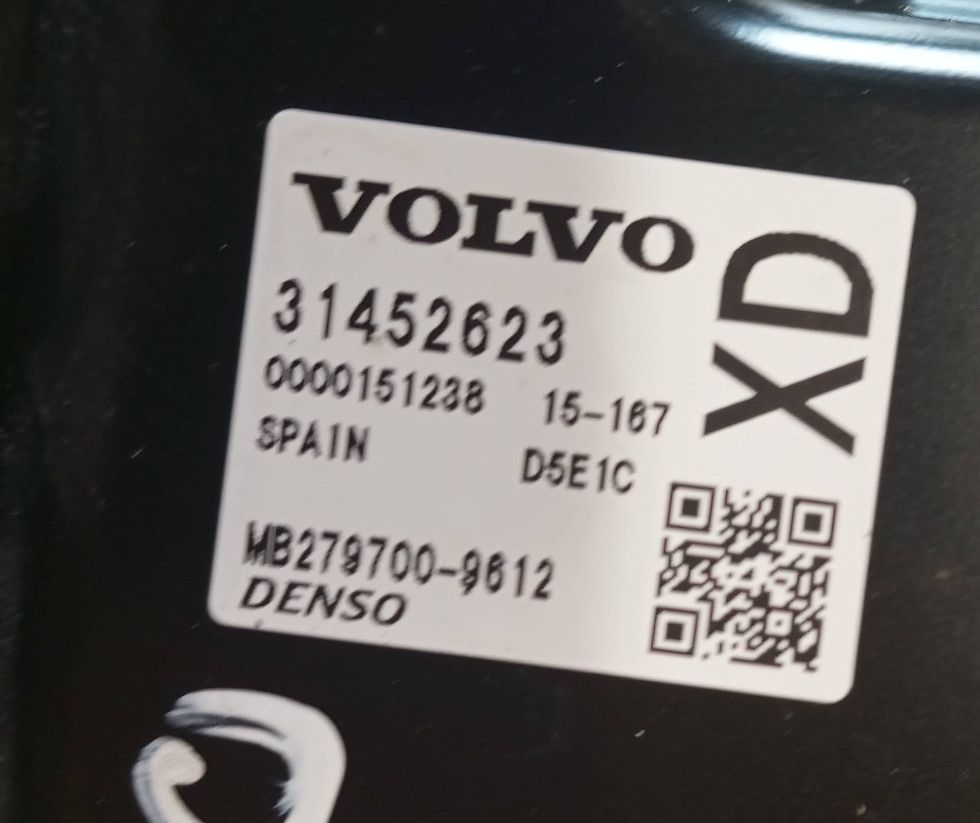 VOLVO
31452623
0000151238 15-167
SPAIN D5E1C
MB279700-9612
DENSO
XD